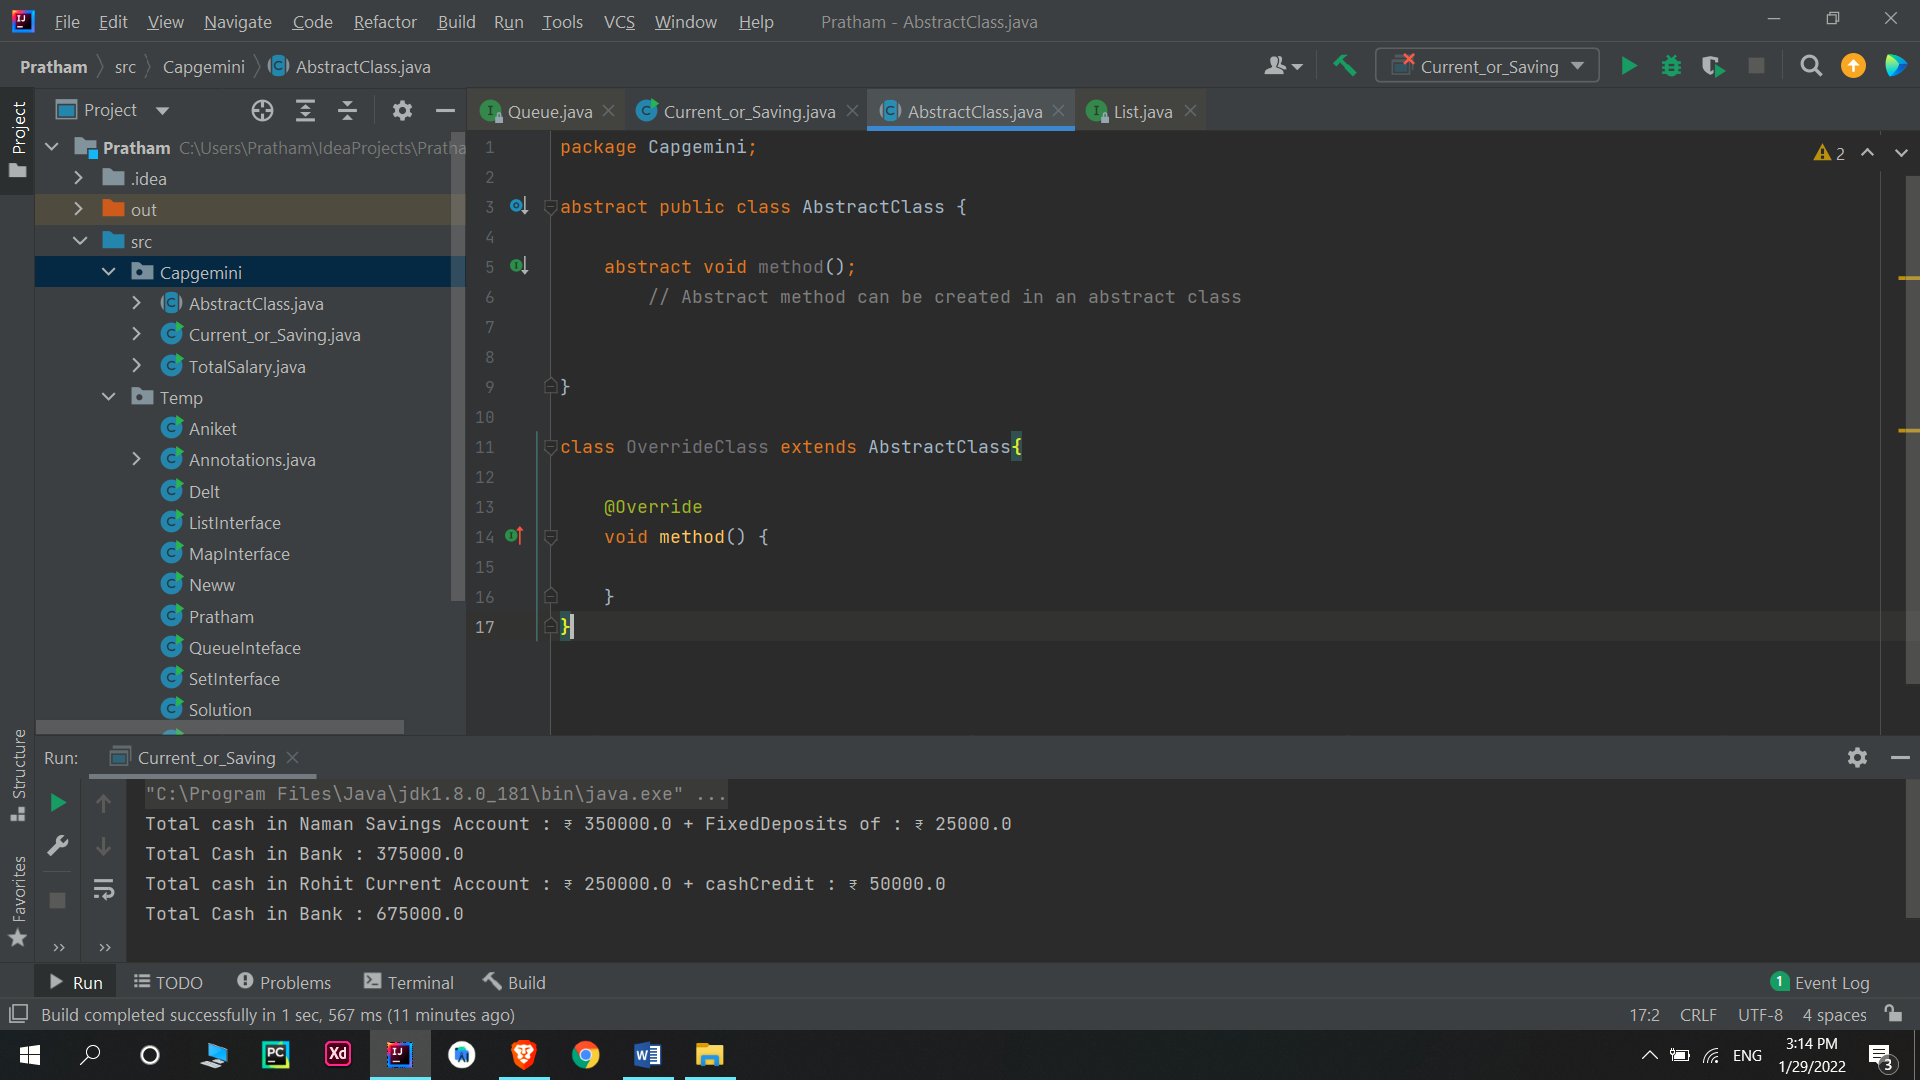 File Edit View Navigate Code Refactor Build Run Tools VCS Window Help Pratham - AbstractClass.java
Pratham src Capgemini AbstractClass.java
Current_or_Saving
Project
Project
Queue.java Current_or_Saving.java AbstractClass.java List.java
Pratham C:\Users\Pratham\IdeaProjects\Pratha
.idea
out
src
Capgemini
AbstractClass.java
Current_or_Saving.java
TotalSalary.java
Temp
Aniket
Annotations.java
Delt
ListInterface
MapInterface
Neww
Pratham
QueueInteface
SetInterface
Solution
2
1 package Capgemini;
2
3 abstract public class AbstractClass {
4
5 abstract void method();
6 // Abstract method can be created in an abstract class
7
8
9 }
10
11 class OverrideClass extends AbstractClass{
12
13 @Override
14 void method() {
15
16 }
17 }
Structure
Favorites
Run: Current_or_Saving
"C:\Program Files\Java\jdk1.8.0_181\bin\java.exe" ...
Total cash in Naman Savings Account : ₹ 350000.0 + FixedDeposits of : ₹ 25000.0
Total Cash in Bank : 375000.0
Total cash in Rohit Current Account : ₹ 250000.0 + cashCredit : ₹ 50000.0
Total Cash in Bank : 675000.0
Run TODO Problems Terminal Build 1 Event Log
Build completed successfully in 1 sec, 567 ms (11 minutes ago) 17:2 CRLF UTF-8 4 spaces
PC Xd IJ W ENG 3:14 PM
1/29/2022 3